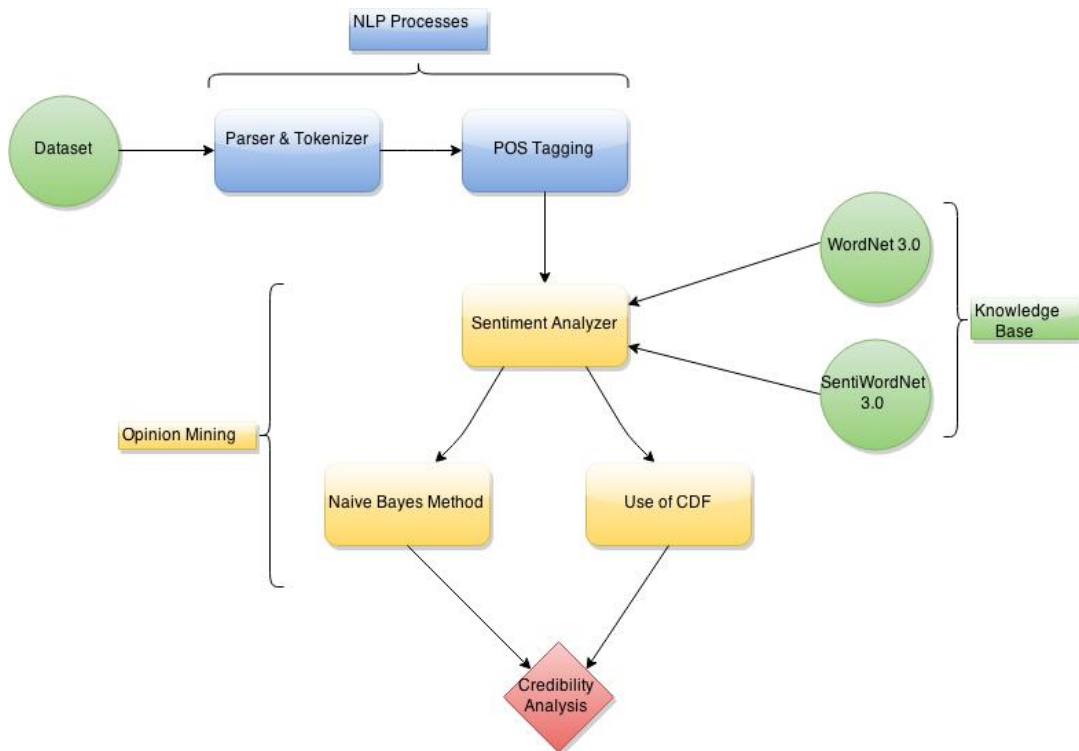 NLP Processes
Dataset
Parser & Tokenizer
POS Tagging
WordNet 3.0
Sentiment Analyzer
Knowledge
Base
SentiWordNet
3.0
Opinion Mining
Naive Bayes Method
Use of CDF
Credibility
Analysis